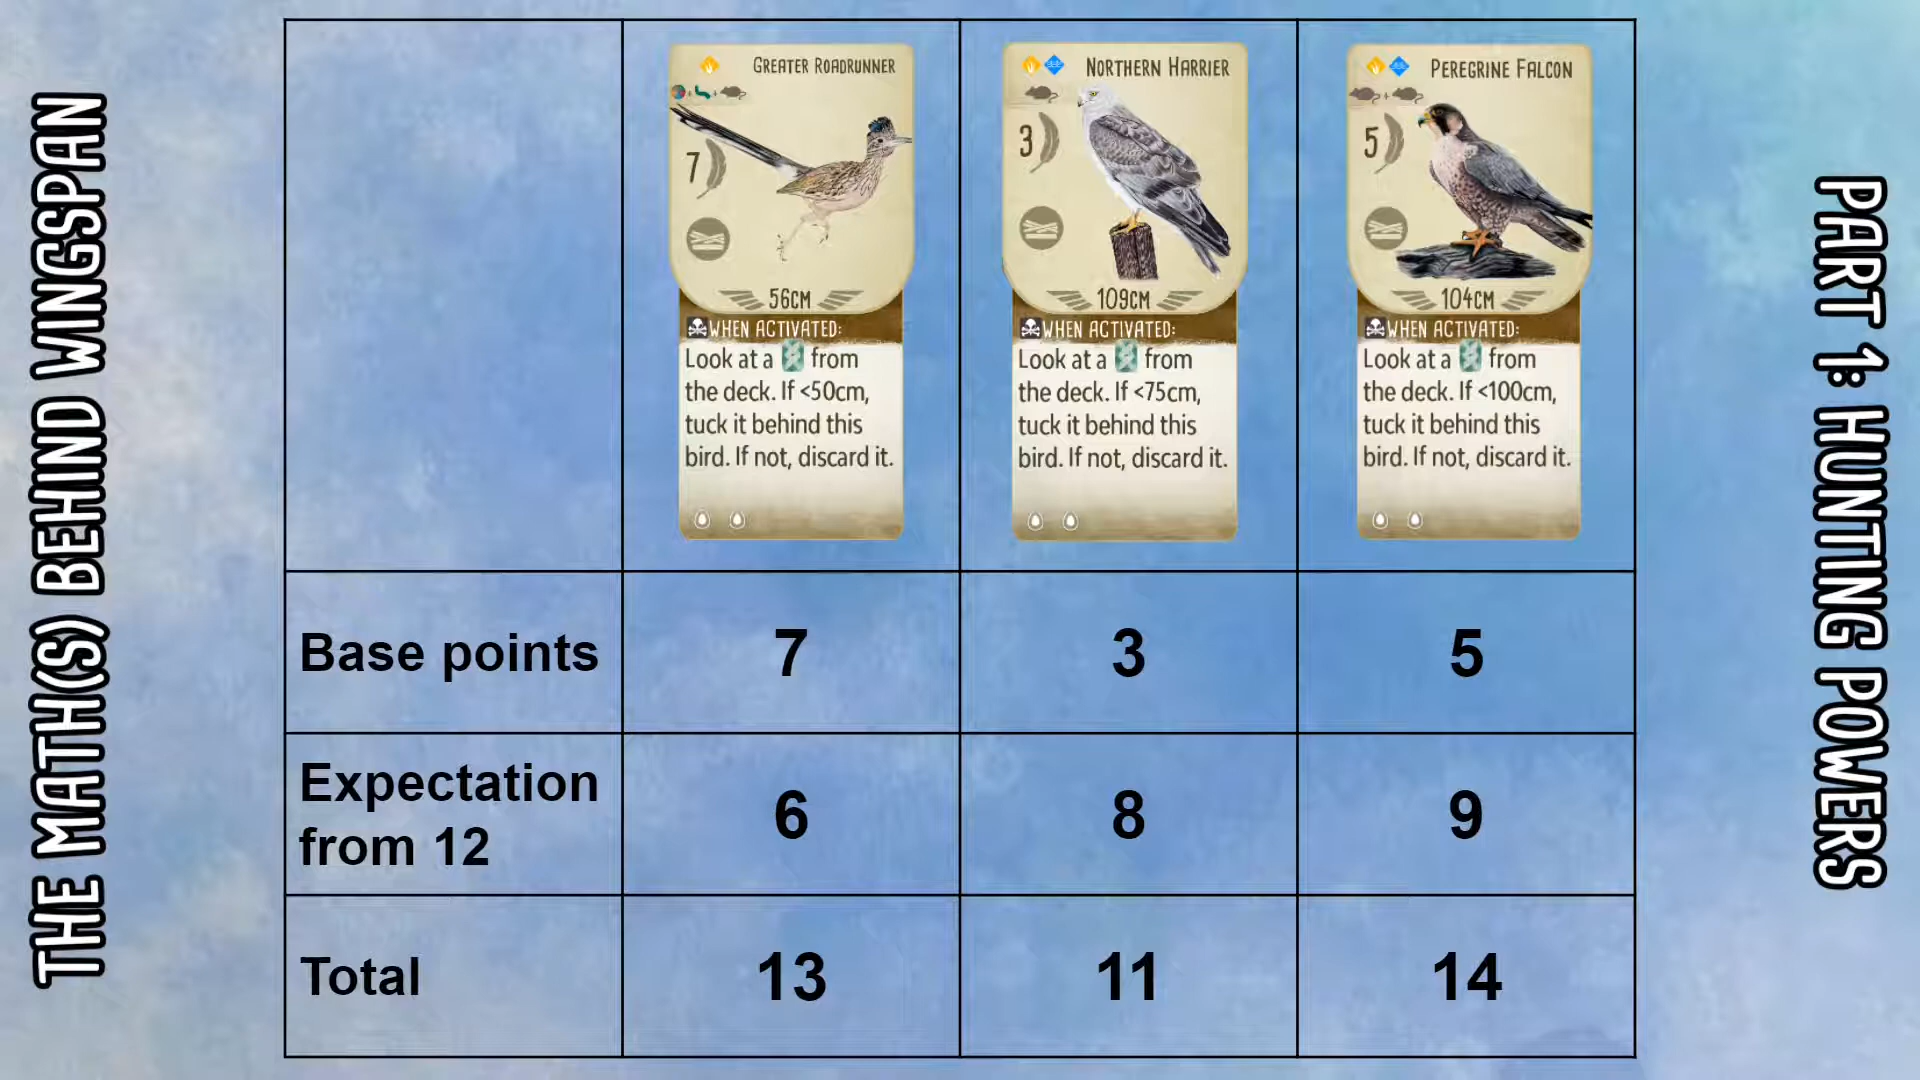 THE MATH(S) BEHIND WINGSPAN
GREATER ROADRUNNER
7
56CM
WHEN ACTIVATED:
Look at a from
the deck. If <50cm,
tuck it behind this
bird. If not, discard it.
NORTHERN HARRIER
3
109CM
WHEN ACTIVATED:
Look at a from
the deck. If <75cm,
tuck it behind this
bird. If not, discard it.
PEREGRINE FALCON
5
104CM
WHEN ACTIVATED:
Look at a from
the deck. If <100cm,
tuck it behind this
bird. If not, discard it.
Base points 7 3 5
Expectation
from 12 6 8 9
Total 13 11 14
PART 1: HUNTING POWERS